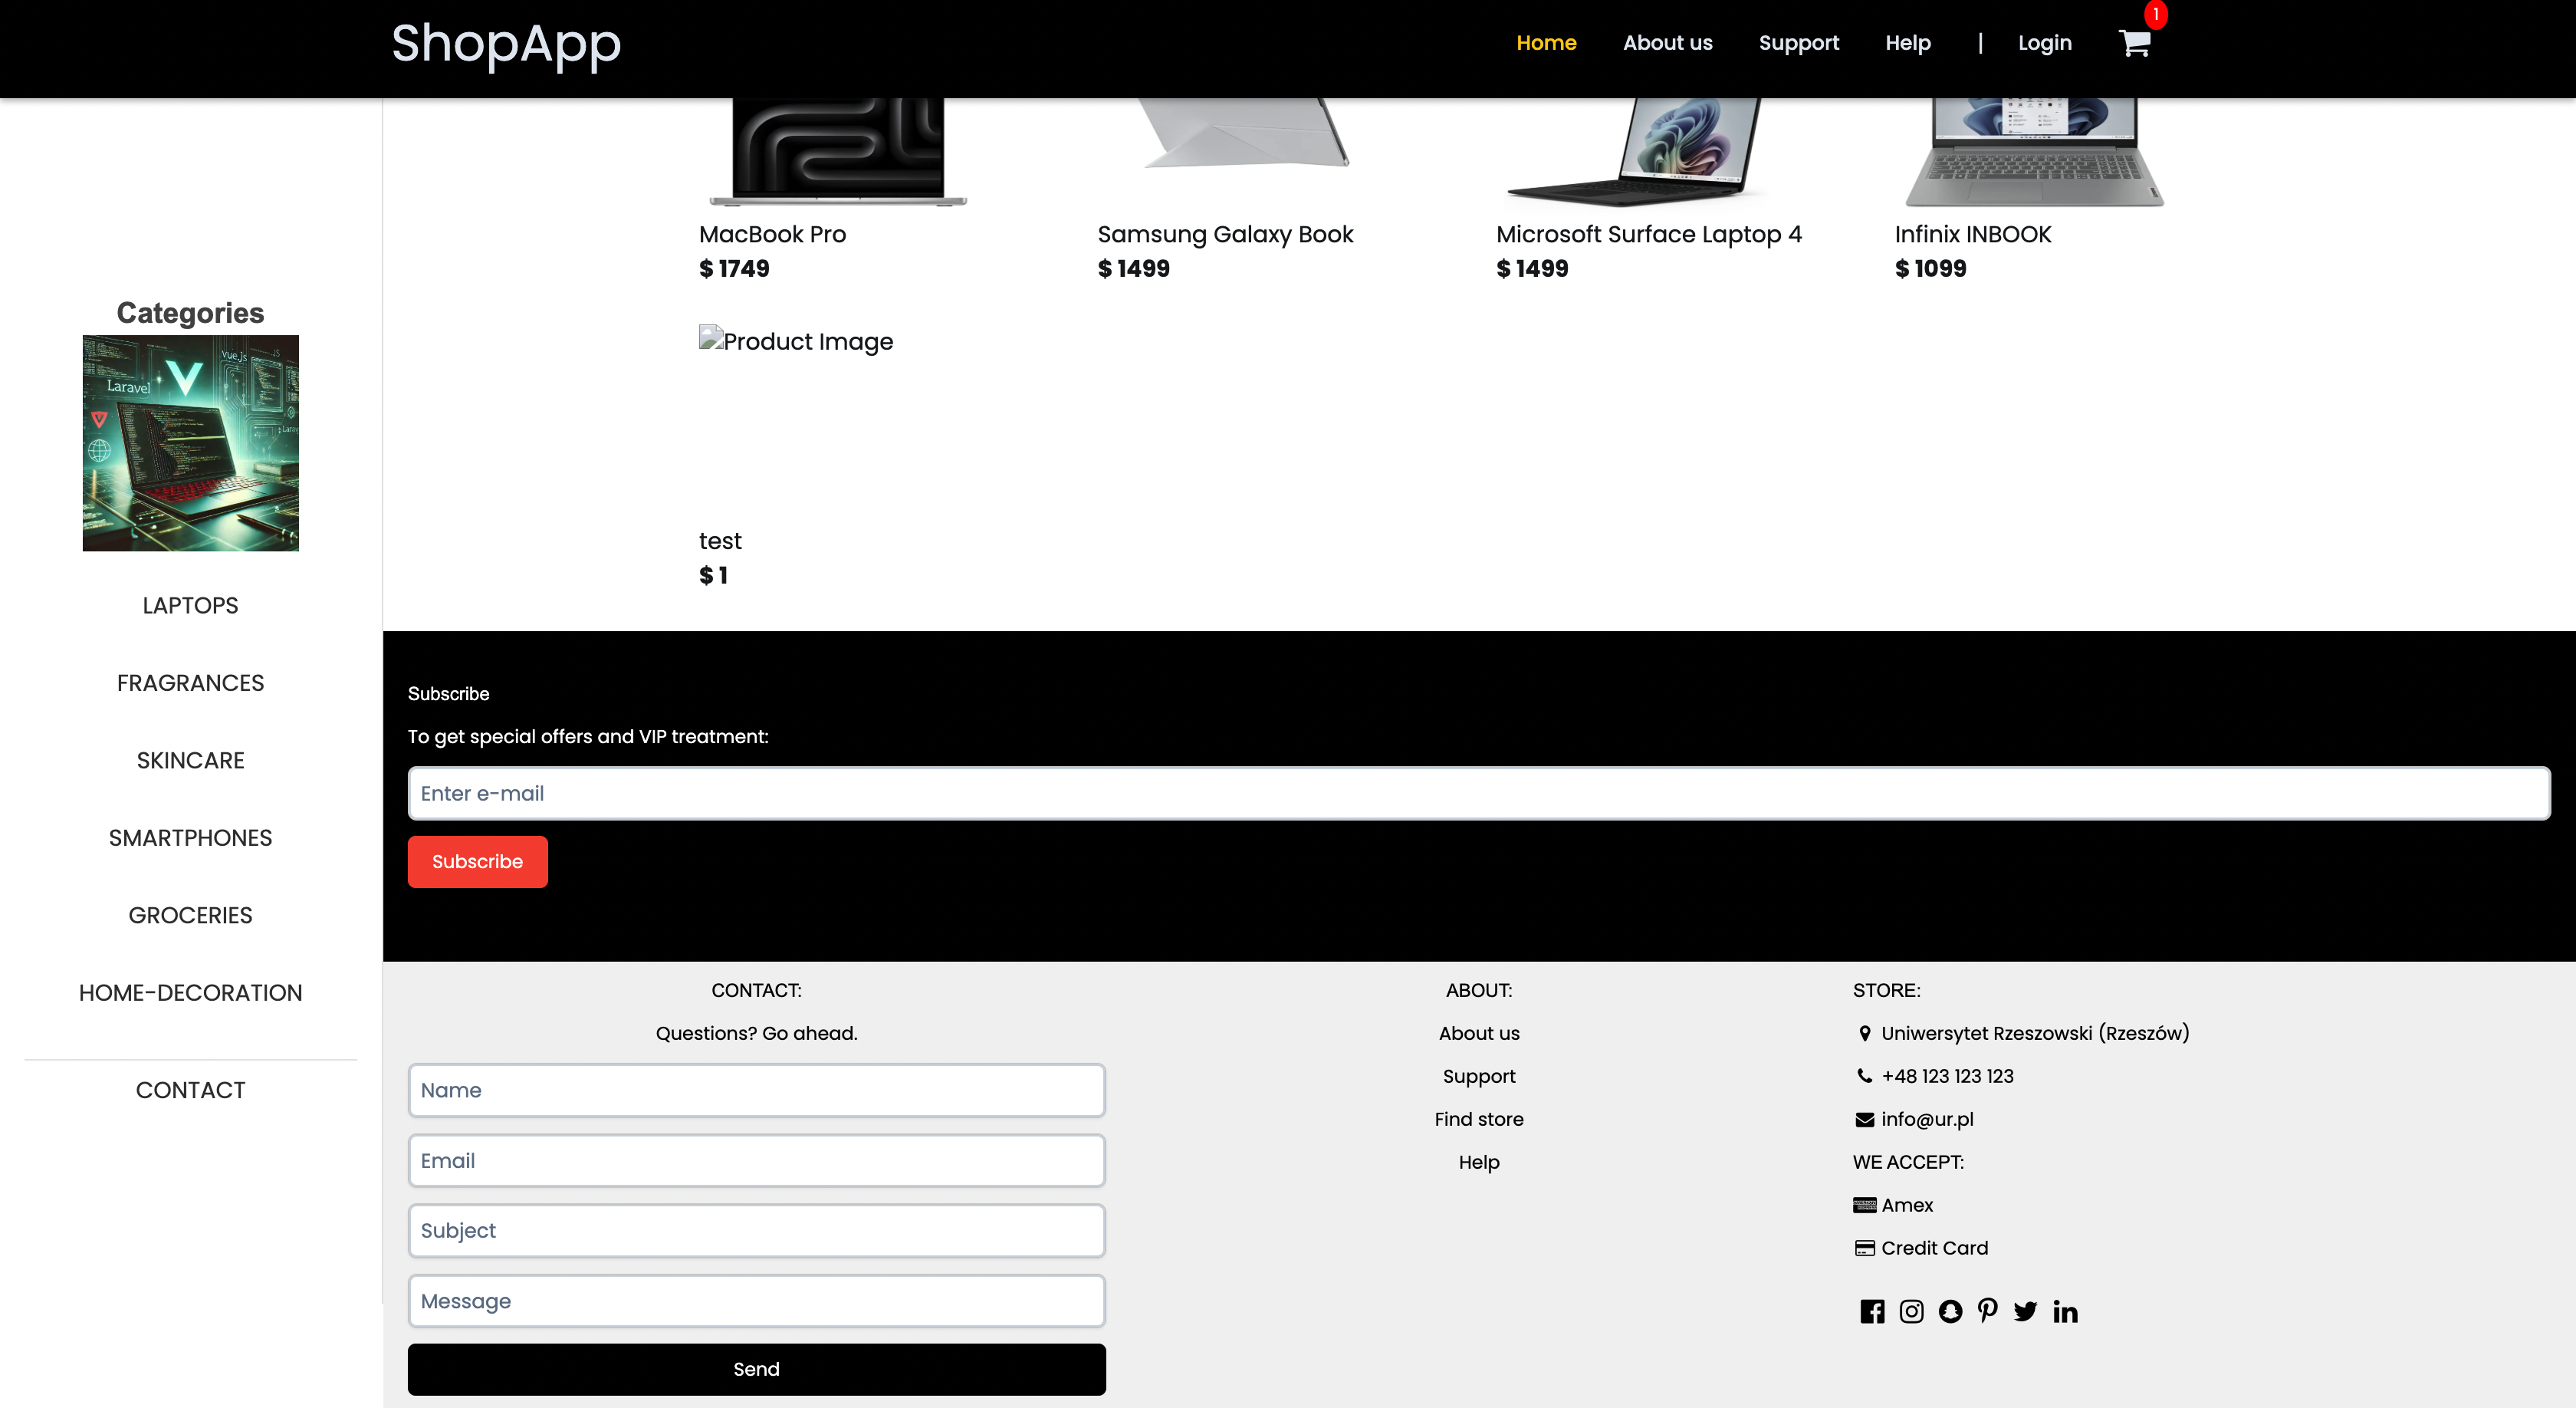 ShopApp
Home About us Support Help | Login 1
MacBook Pro
$ 1749
Samsung Galaxy Book
$ 1499
Microsoft Surface Laptop 4
$ 1499
Infinix INBOOK
$ 1099
Product Image
test
$ 1
Categories
Vue.js JS
Laravel
LAPTOPS
FRAGRANCES
SKINCARE
SMARTPHONES
GROCERIES
HOME-DECORATION
CONTACT
Subscribe
To get special offers and VIP treatment:
Enter e-mail
Subscribe
CONTACT:
Questions? Go ahead.
Name
Email
Subject
Message
Send
ABOUT:
About us
Support
Find store
Help
STORE:
Uniwersytet Rzeszowski (Rzeszów)
+48 123 123 123
info@ur.pl
WE ACCEPT:
Amex
Credit Card